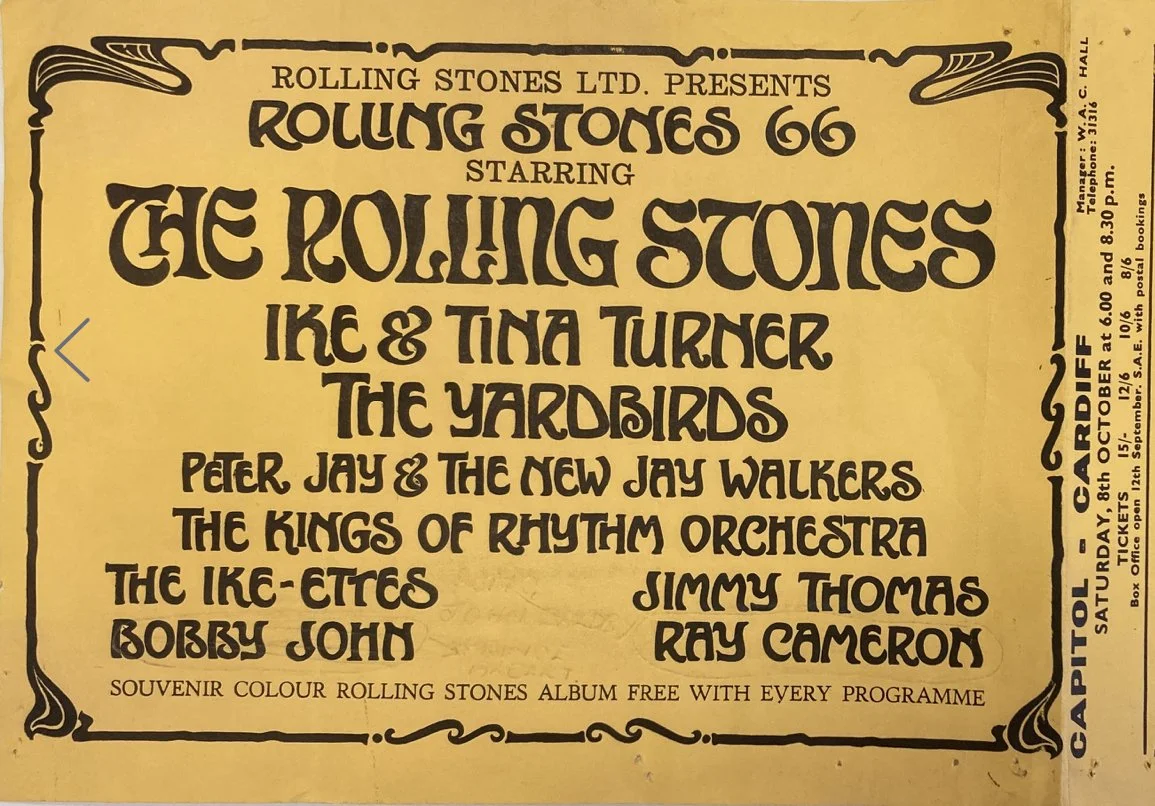 ROLLING STONES LTD. PRESENTS
ROLLING STONES 66
STARRING
THE ROLLING STONES
IKE & TINA TURNER
THE YARDBIRDS
PETER JAY & THE NEW JAY WALKERS
THE KINGS OF RHYTHM ORCHESTRA
THE IKE-ETTES JIMMY THOMAS
BOBBY JOHN RAY CAMERON
SOUVENIR COLOUR ROLLING STONES ALBUM FREE WITH EVERY PROGRAMME
CAPITOL - CARDIFF
Manager: W. A. C. HALL
Telephone: 31316
SATURDAY, 8th OCTOBER at 6.00 and 8.30 p.m.
TICKETS 15/- 12/6 10/6 8/6
Box Office open 12th September. S.A.E. with postal bookings